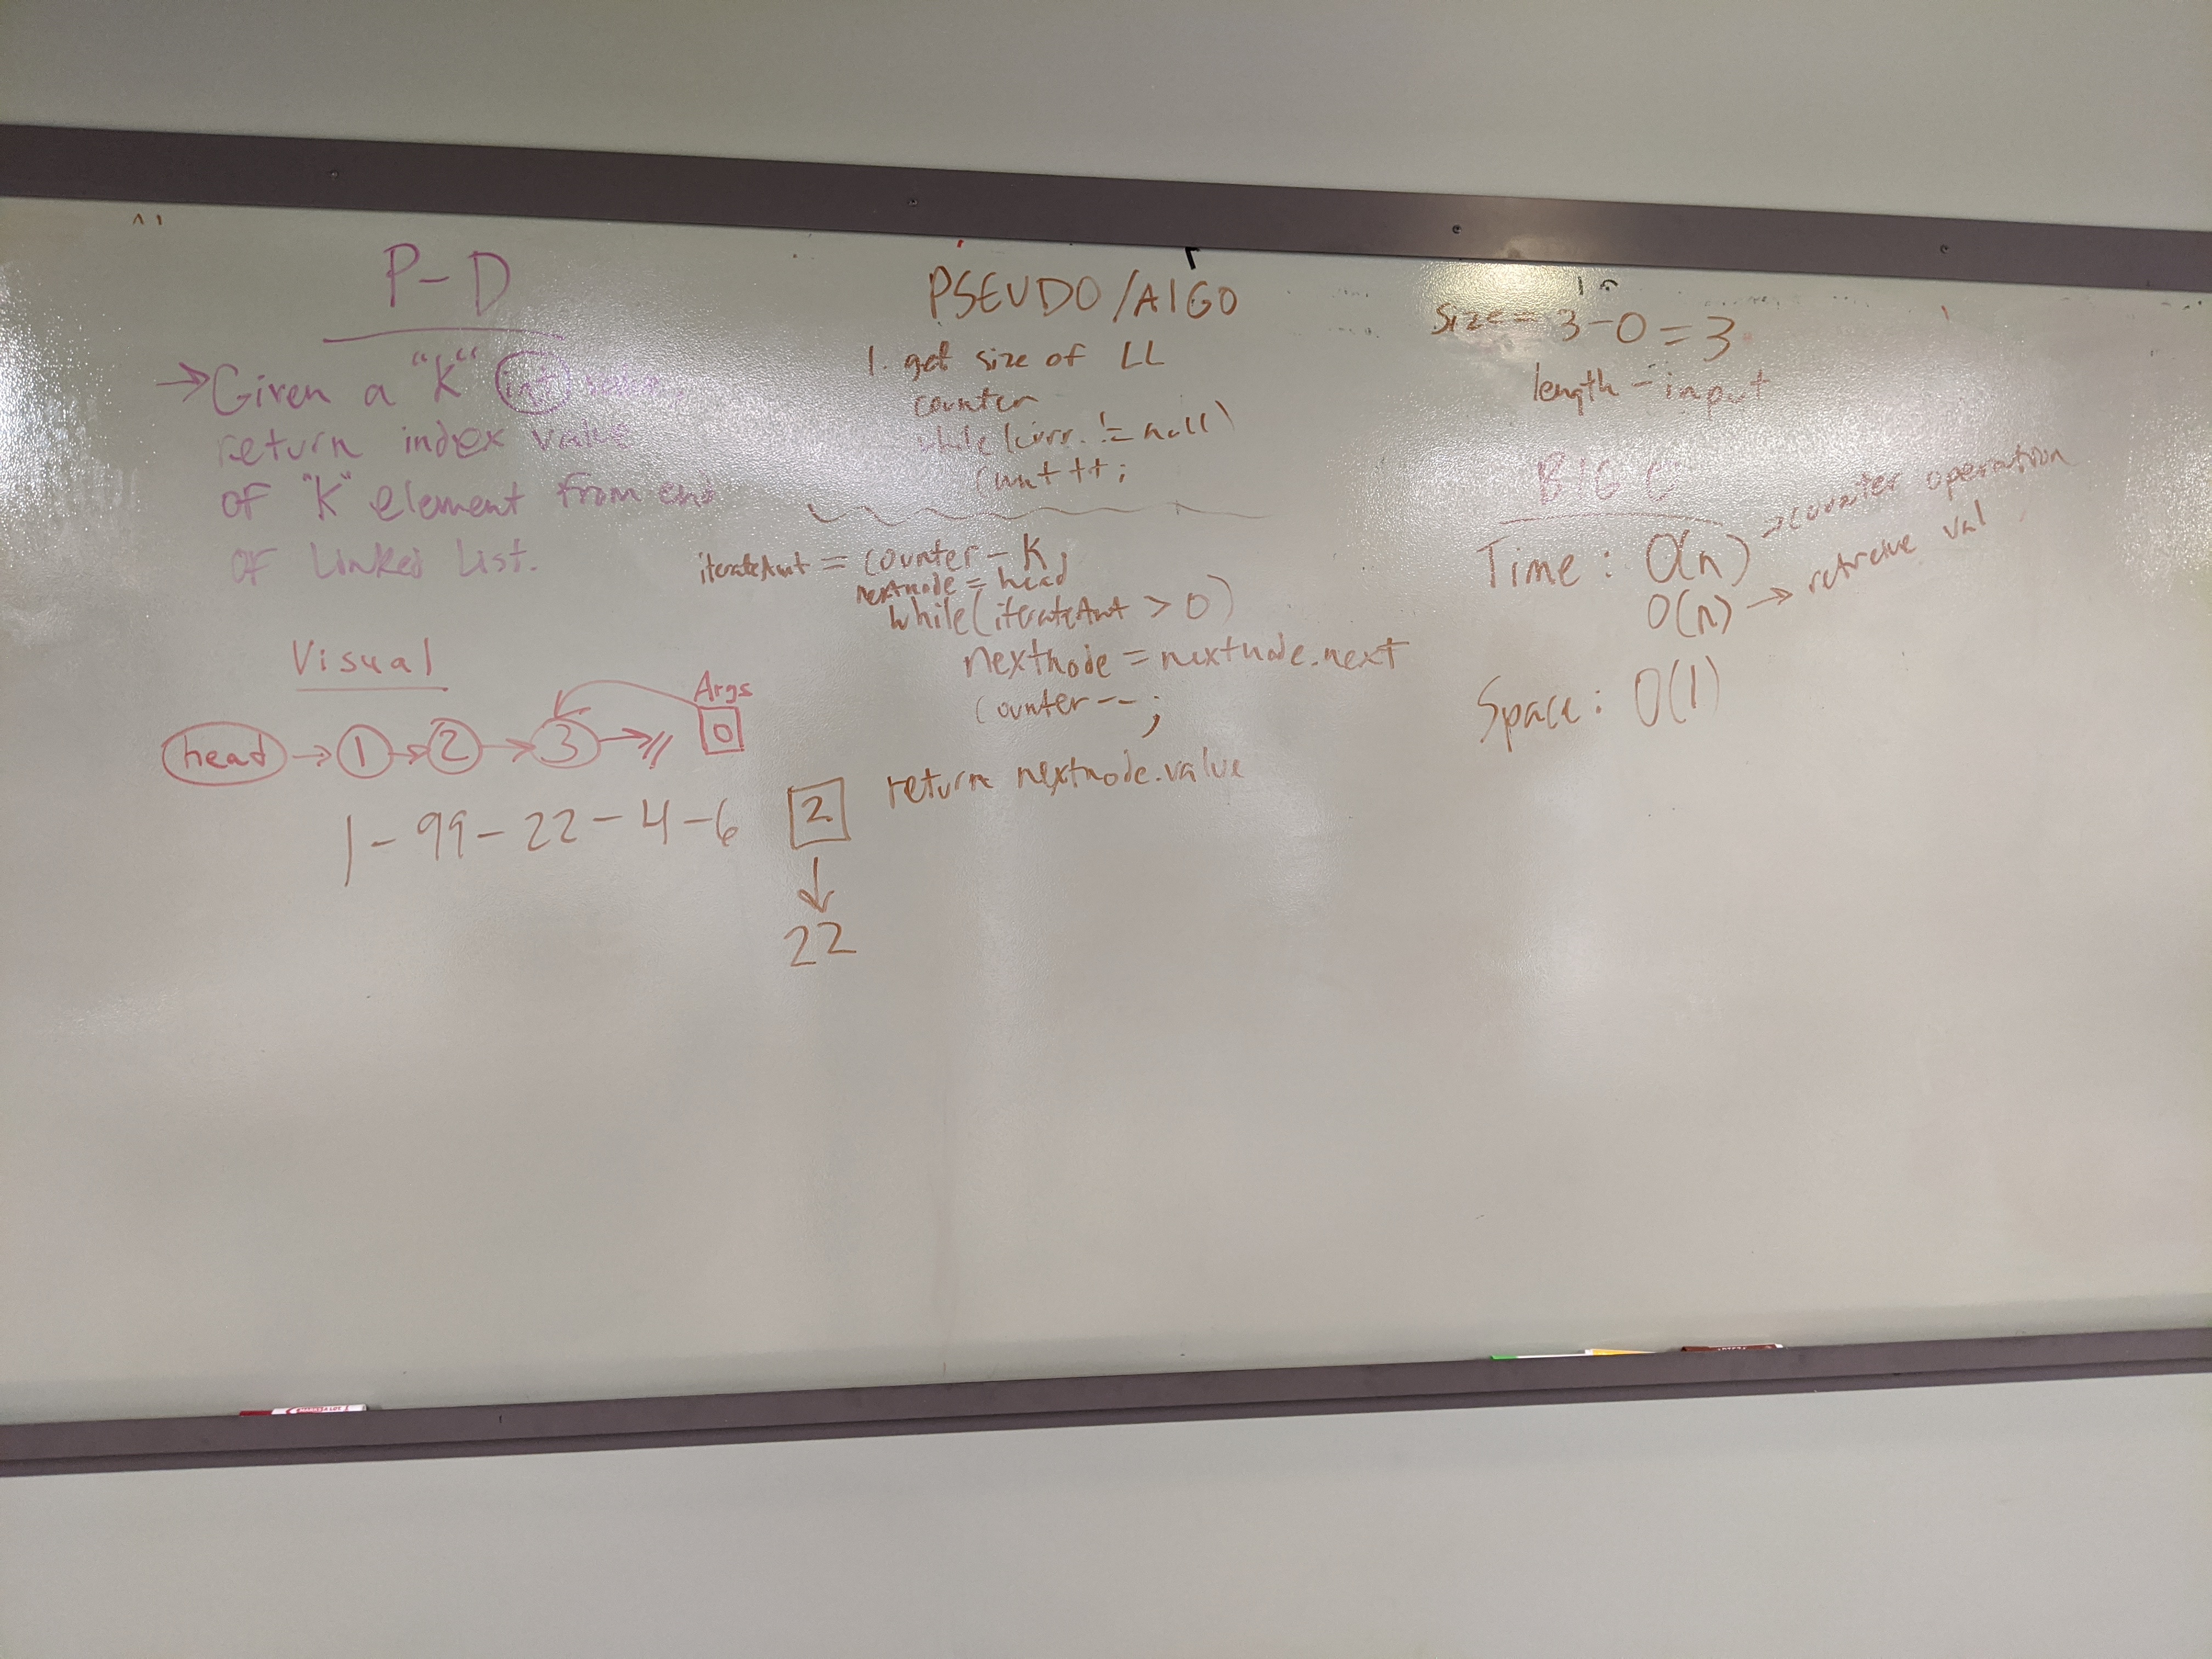 P-D
→ Given a "K" int
return index value
of "K" element from end
of Linked List.
Visual
Args
head → 1 → 2 → 3 → // 0
1 - 99 - 22 - 4 - 6 2
↓
22
PSEUDO/AlGO
1. get size of LL
counter
while (curr. != null)
Cunt ++;
iterateAmt = counter - K;
nextnode = head
while(iterateAmt > 0)
nextnode = nextnode.next
Counter--;
return nextnode.value
Size - 3 - 0 = 3
length - input
BIG
Time: O(n) → counter operation
O(n) → retreive val
Space: O(1)